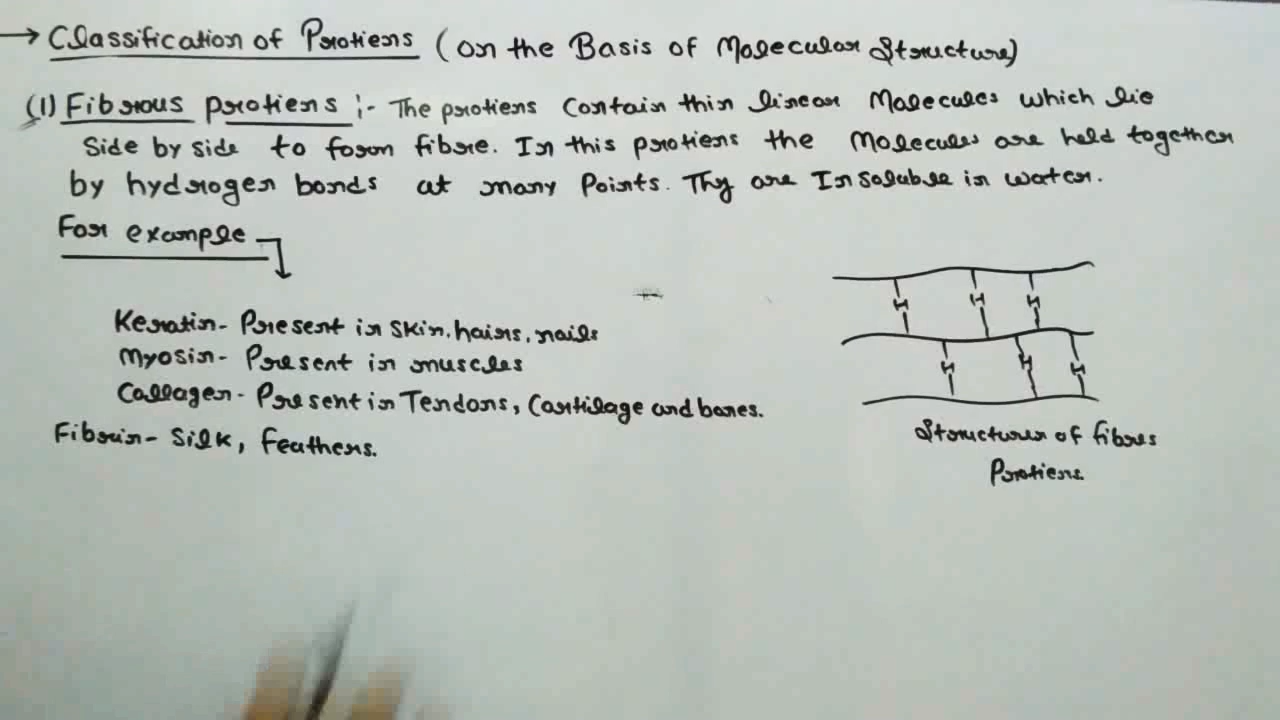 → Classification of Protiens (on the Basis of Molecular Structure)
(1) Fibrous protiens :- The protiens contain thin linear Molecules which lie
side by side to form fibre. In this protiens the Molecules are held together
by hydrogen bonds at many Points. Thy are Insoluble in water.
For example
Keratin - Present in skin, hairs, nails
Myosin - Present in muscles
Collagen - Present in Tendons, Cartilage and bones.
Fibroin - Silk, Feathers.
H H H
H H H
Structures of fibres
Protiens.